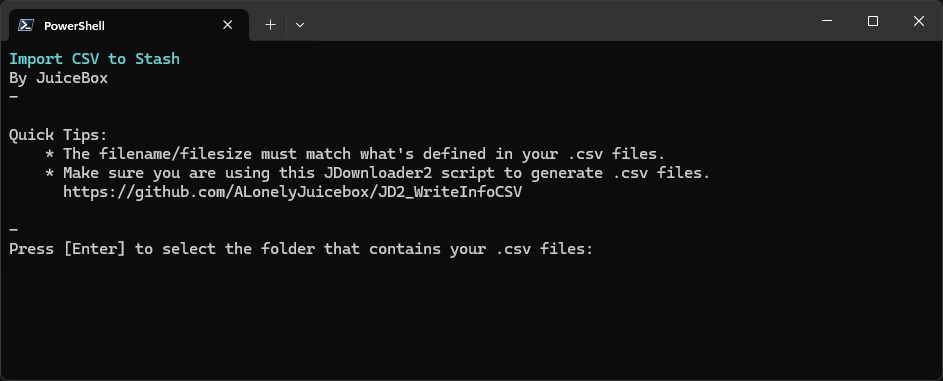 PowerShell
Import CSV to Stash
By JuiceBox
-
Quick Tips:
* The filename/filesize must match what's defined in your .csv files.
* Make sure you are using this JDownloader2 script to generate .csv files.
https://github.com/ALonelyJuicebox/JD2_WriteInfoCSV
-
Press [Enter] to select the folder that contains your .csv files: